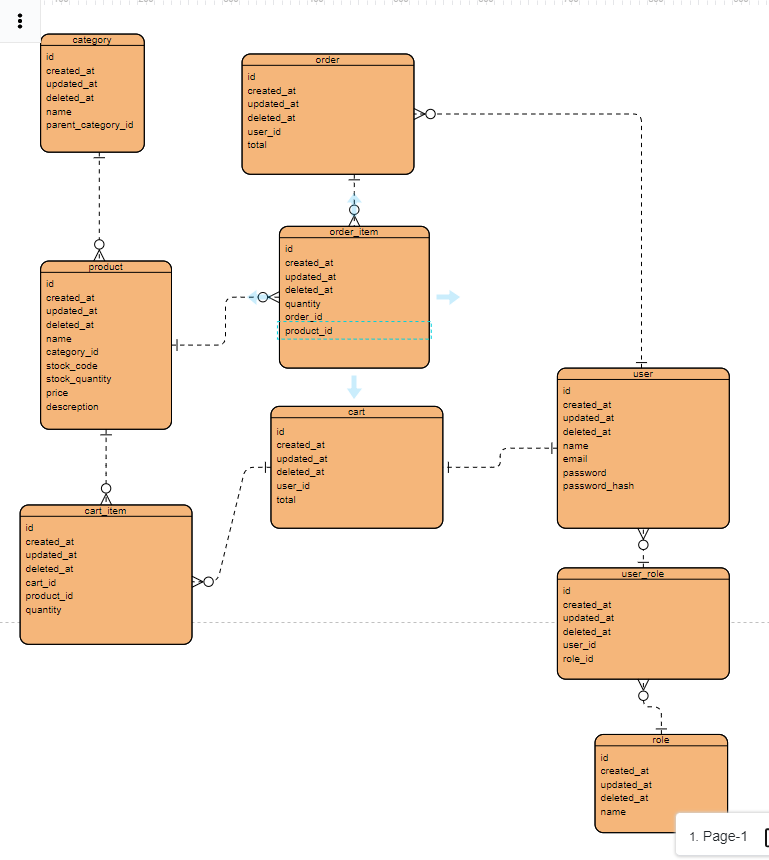 category
id
created_at
updated_at
deleted_at
name
parent_category_id
order
id
created_at
updated_at
deleted_at
user_id
total
order_item
id
created_at
updated_at
deleted_at
quantity
order_id
product_id
product
id
created_at
updated_at
deleted_at
name
category_id
stock_code
stock_quantity
price
descreption
user
id
created_at
updated_at
deleted_at
name
email
password
password_hash
cart
id
created_at
updated_at
deleted_at
user_id
total
cart_item
id
created_at
updated_at
deleted_at
cart_id
product_id
quantity
user_role
id
created_at
updated_at
deleted_at
user_id
role_id
role
id
created_at
updated_at
deleted_at
name
1. Page-1